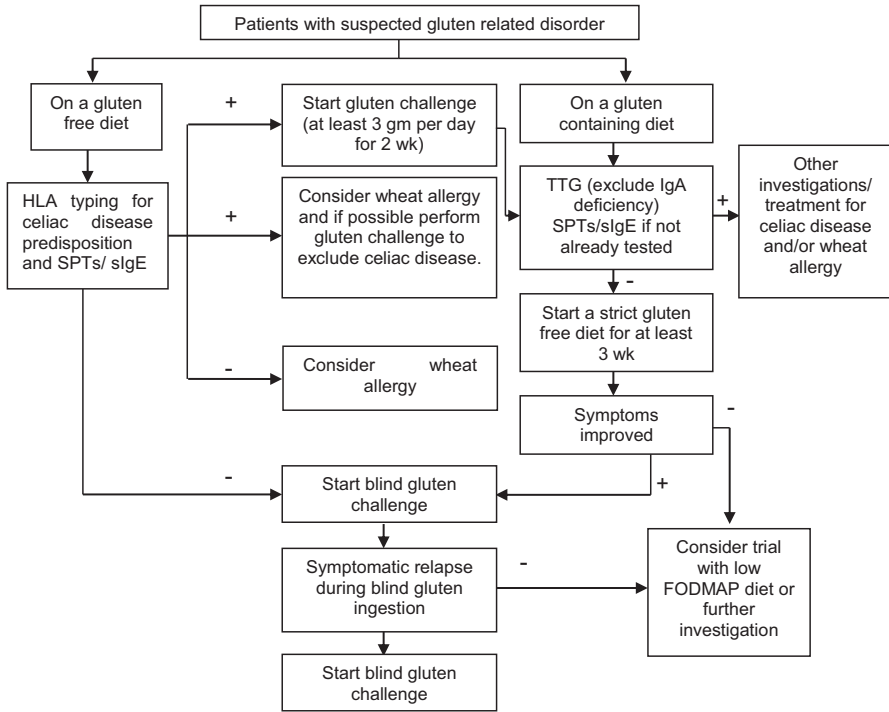 Patients with suspected gluten related disorder
On a gluten
free diet
+
Start gluten challenge
(at least 3 gm per day
for 2 wk)
On a gluten
containing diet
HLA typing for
celiac disease
predisposition
and SPTs/ sIgE
+
Consider wheat allergy
and if possible perform
gluten challenge to
exclude celiac disease.
TTG (exclude IgA
deficiency)
SPTs/sIgE if not
already tested
+
Other
investigations/
treatment for
celiac disease
and/or wheat
allergy
-
Start a strict gluten
free diet for at least
3 wk
-
Consider wheat
allergy
Symptoms
improved
-
+
-
Start blind gluten
challenge
Symptomatic relapse
during blind gluten
ingestion
-
Consider trial
with low
FODMAP diet or
further
investigation
Start blind gluten
challenge